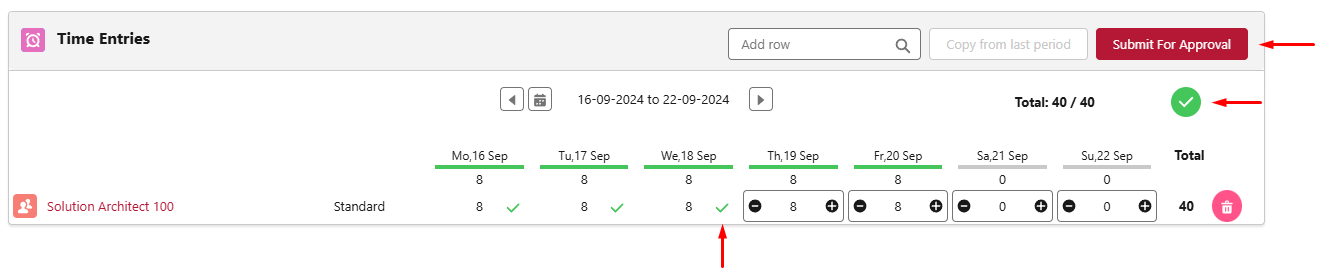 Time Entries
Add row
Copy from last period
Submit For Approval
16-09-2024 to 22-09-2024
Total: 40 / 40
Mo,16 Sep Tu,17 Sep We,18 Sep Th,19 Sep Fr,20 Sep Sa,21 Sep Su,22 Sep Total
8 8 8 8 8 0 0
Solution Architect 100 Standard 8 8 8 8 8 0 0 40